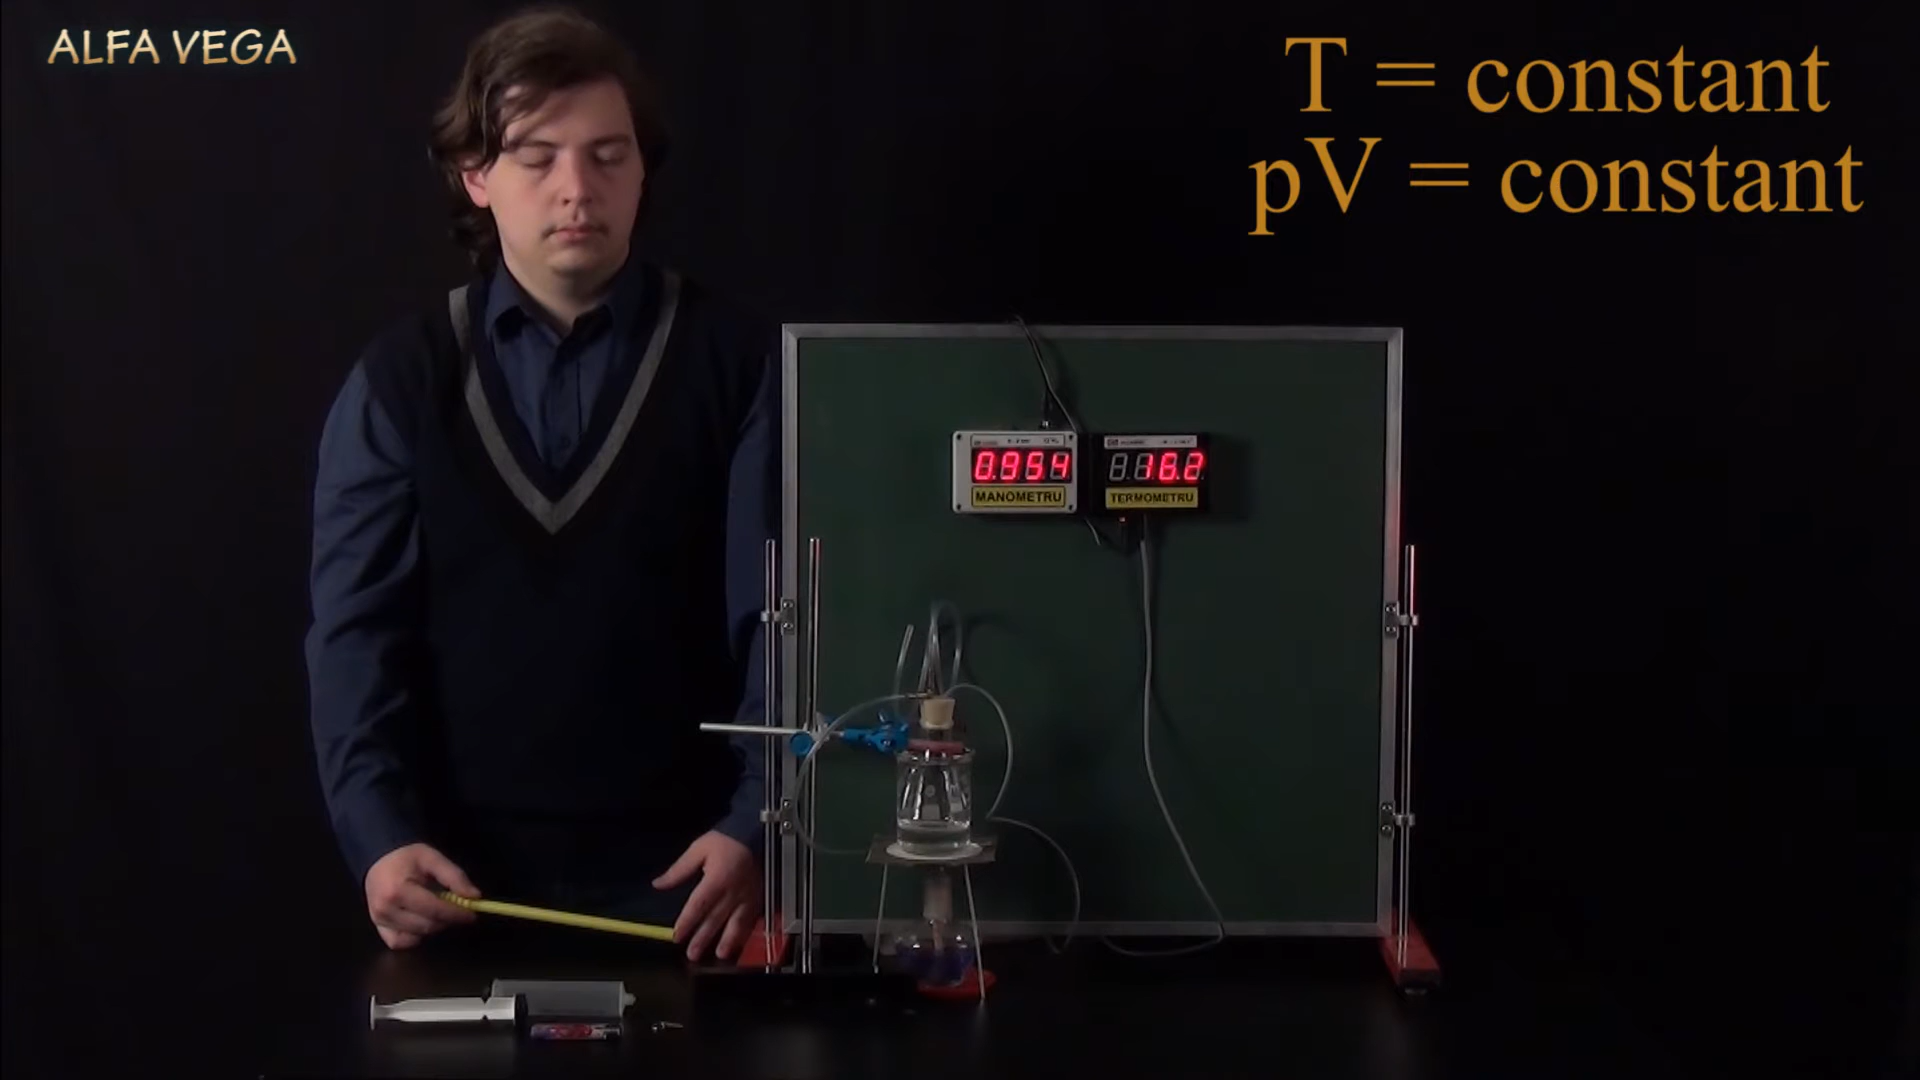 ALFA VEGA
T = constant
pV = constant
0.954
16.2
MANOMETRU
TERMOMETRU